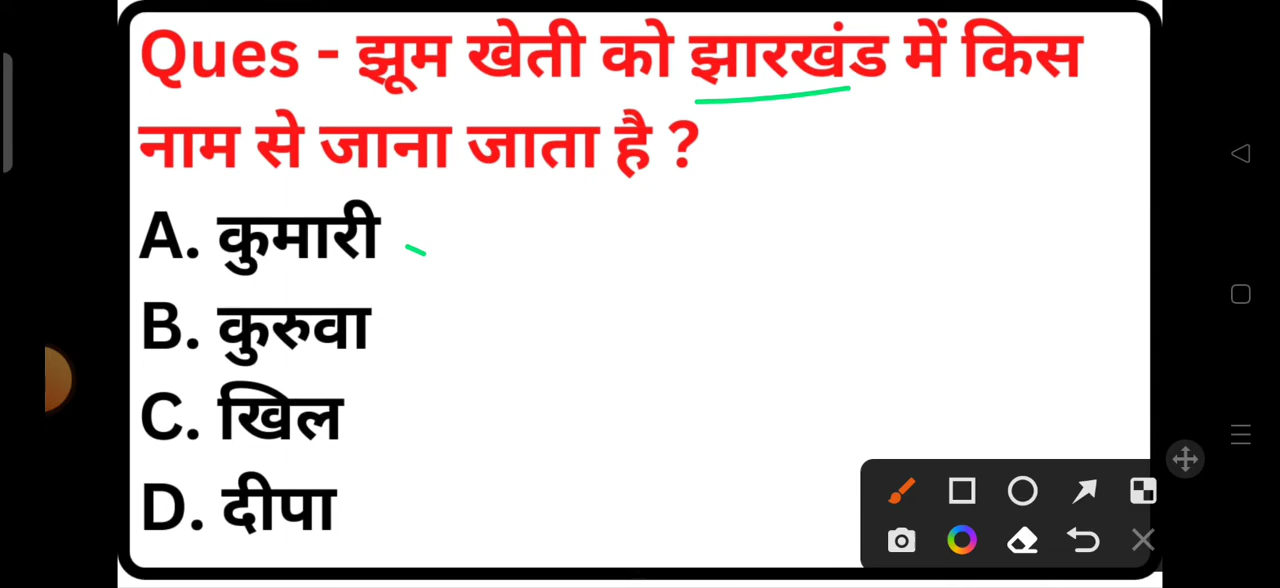 Ques - झूम खेती को झारखंड में किस
नाम से जाना जाता है ?
A. कुमारी
B. कुरुवा
C. खिल
D. दीपा